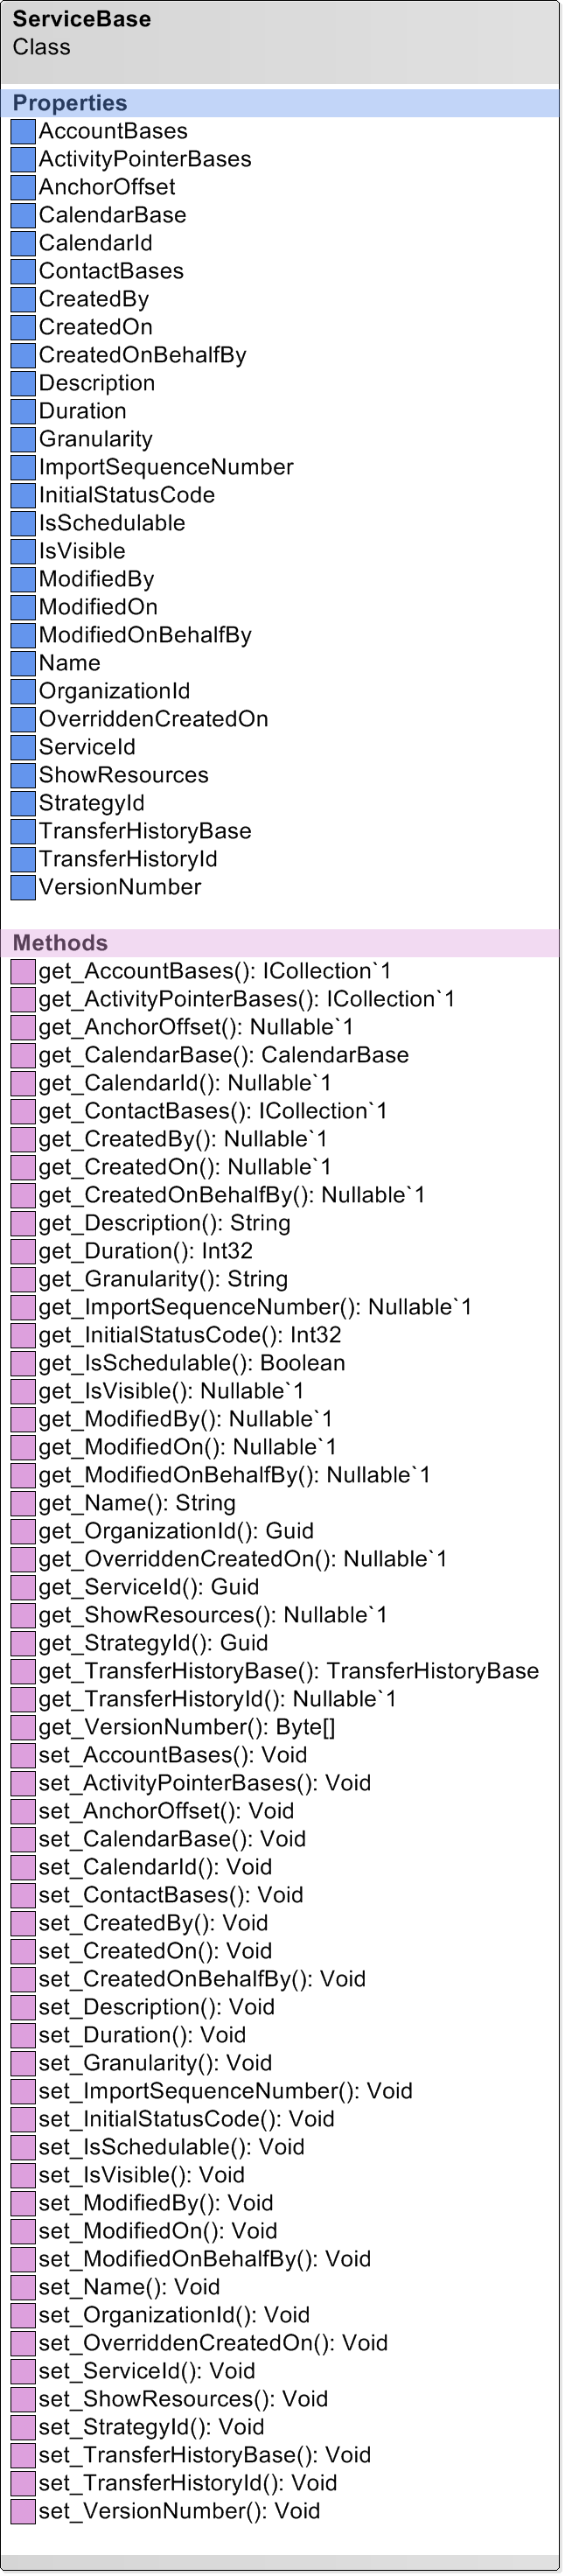 ServiceBase
Class
Properties
AccountBases
ActivityPointerBases
AnchorOffset
CalendarBase
CalendarId
ContactBases
CreatedBy
CreatedOn
CreatedOnBehalfBy
Description
Duration
Granularity
ImportSequenceNumber
InitialStatusCode
IsSchedulable
IsVisible
ModifiedBy
ModifiedOn
ModifiedOnBehalfBy
Name
OrganizationId
OverriddenCreatedOn
ServiceId
ShowResources
StrategyId
TransferHistoryBase
TransferHistoryId
VersionNumber
Methods
get_AccountBases(): ICollection`1
get_ActivityPointerBases(): ICollection`1
get_AnchorOffset(): Nullable`1
get_CalendarBase(): CalendarBase
get_CalendarId(): Nullable`1
get_ContactBases(): ICollection`1
get_CreatedBy(): Nullable`1
get_CreatedOn(): Nullable`1
get_CreatedOnBehalfBy(): Nullable`1
get_Description(): String
get_Duration(): Int32
get_Granularity(): String
get_ImportSequenceNumber(): Nullable`1
get_InitialStatusCode(): Int32
get_IsSchedulable(): Boolean
get_IsVisible(): Nullable`1
get_ModifiedBy(): Nullable`1
get_ModifiedOn(): Nullable`1
get_ModifiedOnBehalfBy(): Nullable`1
get_Name(): String
get_OrganizationId(): Guid
get_OverriddenCreatedOn(): Nullable`1
get_ServiceId(): Guid
get_ShowResources(): Nullable`1
get_StrategyId(): Guid
get_TransferHistoryBase(): TransferHistoryBase
get_TransferHistoryId(): Nullable`1
get_VersionNumber(): Byte[]
set_AccountBases(): Void
set_ActivityPointerBases(): Void
set_AnchorOffset(): Void
set_CalendarBase(): Void
set_CalendarId(): Void
set_ContactBases(): Void
set_CreatedBy(): Void
set_CreatedOn(): Void
set_CreatedOnBehalfBy(): Void
set_Description(): Void
set_Duration(): Void
set_Granularity(): Void
set_ImportSequenceNumber(): Void
set_InitialStatusCode(): Void
set_IsSchedulable(): Void
set_IsVisible(): Void
set_ModifiedBy(): Void
set_ModifiedOn(): Void
set_ModifiedOnBehalfBy(): Void
set_Name(): Void
set_OrganizationId(): Void
set_OverriddenCreatedOn(): Void
set_ServiceId(): Void
set_ShowResources(): Void
set_StrategyId(): Void
set_TransferHistoryBase(): Void
set_TransferHistoryId(): Void
set_VersionNumber(): Void